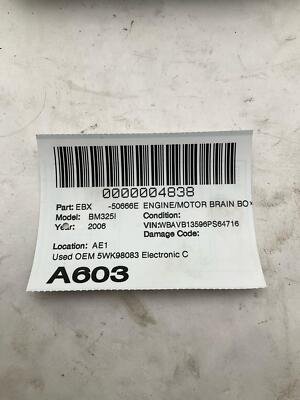 0000004838
Part: EBX -50666E ENGINE/MOTOR BRAIN BOX
Model: BM325I Condition:
Year: 2006 VIN:WBAVB13596PS64716
Damage Code:
Location: AE1
Used OEM 5WK98083 Electronic C
A603